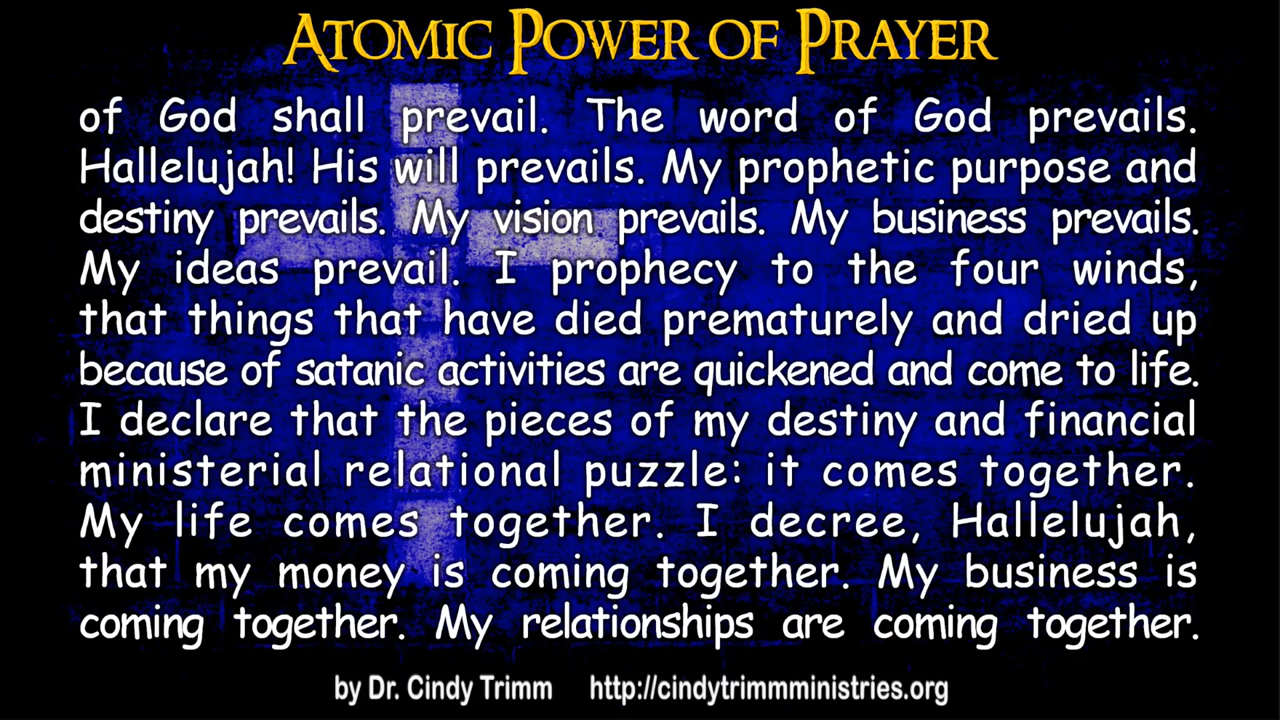 ATOMIC POWER OF PRAYER
of God shall prevail. The word of God prevails.
Hallelujah! His will prevails. My prophetic purpose and
destiny prevails. My vision prevails. My business prevails.
My ideas prevail. I prophecy to the four winds,
that things that have died prematurely and dried up
because of satanic activities are quickened and come to life.
I declare that the pieces of my destiny and financial
ministerial relational puzzle: it comes together.
My life comes together. I decree, Hallelujah,
that my money is coming together. My business is
coming together. My relationships are coming together.
by Dr. Cindy Trimm http://cindytrimmministries.org